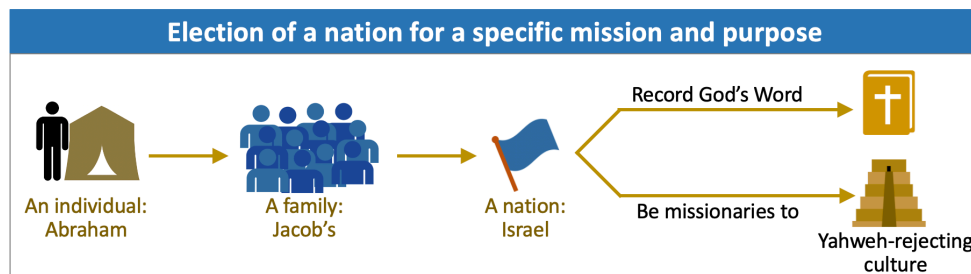 Election of a nation for a specific mission and purpose
Record God's Word
An individual:
Abraham
A family:
Jacob's
A nation:
Israel
Be missionaries to
Yahweh-rejecting
culture